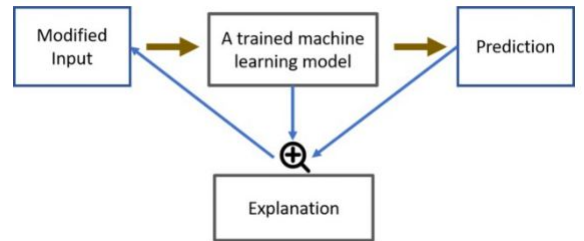 Modified
Input
A trained machine
learning model
Prediction
Explanation